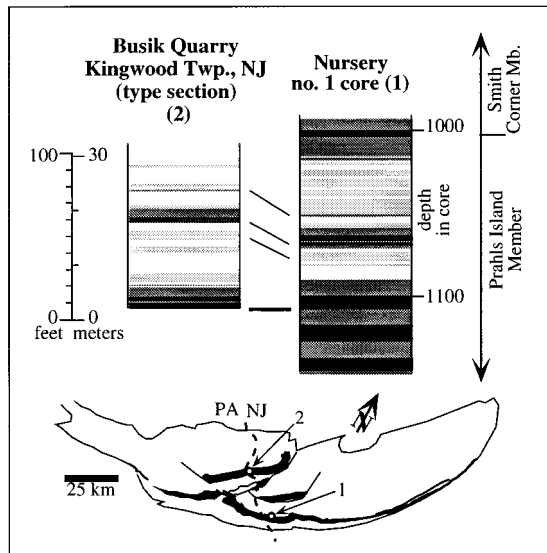 Busik Quarry
Kingwood Twp., NJ
(type section)
(2)
Nursery
no. 1 core (1)
Smith
Corner Mb.
Prahls Island
Member
100
30
0
0
feet
meters
1000
depth
in core
1100
PA
NJ
2
1
N
25 km